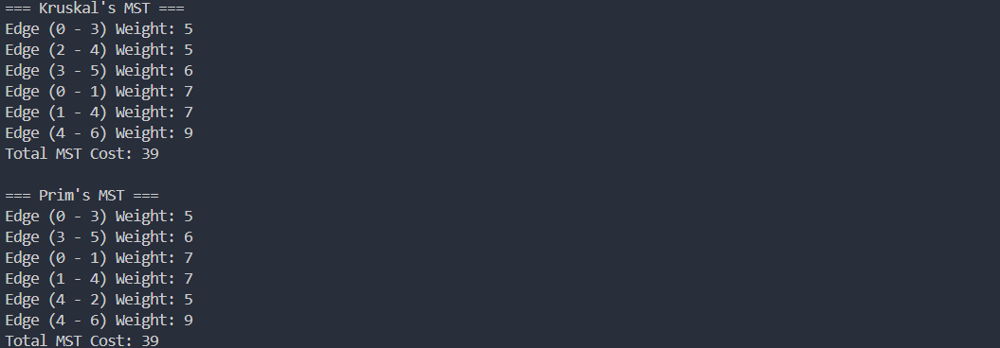 === Kruskal's MST ===
Edge (0 - 3) Weight: 5
Edge (2 - 4) Weight: 5
Edge (3 - 5) Weight: 6
Edge (0 - 1) Weight: 7
Edge (1 - 4) Weight: 7
Edge (4 - 6) Weight: 9
Total MST Cost: 39

=== Prim's MST ===
Edge (0 - 3) Weight: 5
Edge (3 - 5) Weight: 6
Edge (0 - 1) Weight: 7
Edge (1 - 4) Weight: 7
Edge (4 - 2) Weight: 5
Edge (4 - 6) Weight: 9
Total MST Cost: 39